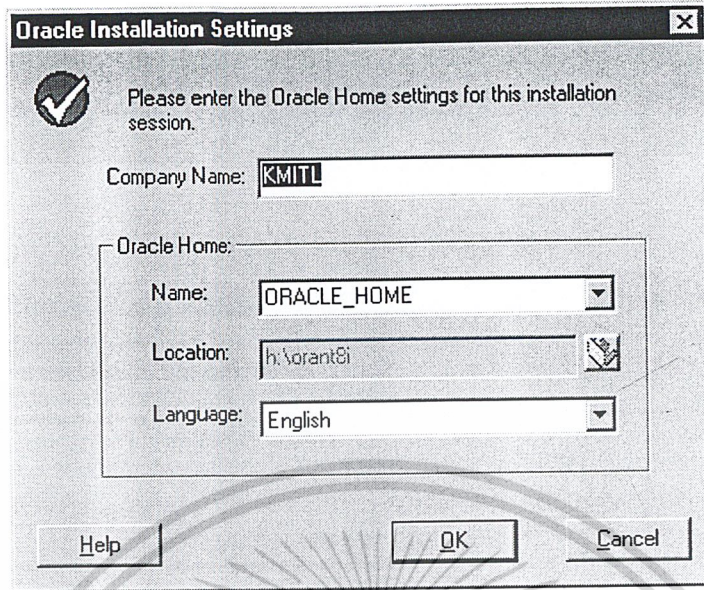 Oracle Installation Settings
Please enter the Oracle Home settings for this installation
session.
Company Name: KMITL
Oracle Home:
Name: ORACLE_HOME
Location: h:\orant8i
Language: English
Help OK Cancel